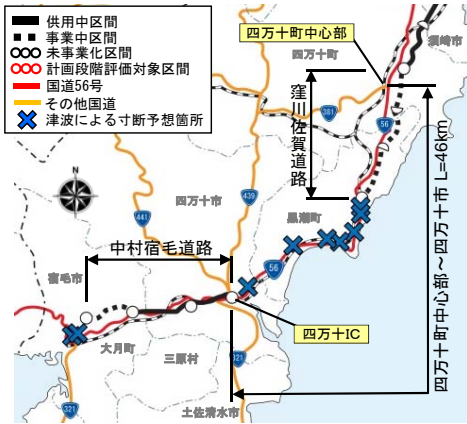 供用中区間
事業中区間
未事業化区間
計画段階評価対象区間
国道56号
その他国道
津波による寸断予想箇所
四万十町中心部
須崎市
四万十町
窪川佐賀道路
381
56
N
四万十市
439
441
黒潮町
四万十町中心部～四万十市 L=46km
中村宿毛道路
56
宿毛市
四万十IC
大月町
三原村
321
321
土佐清水市